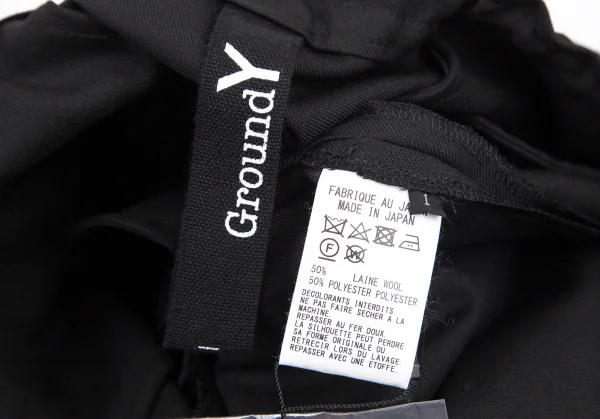 Ground Y
1
FABRIQUE AU JA
MADE IN JAPAN
F W
50% LAINE WOOL
50% POLYESTER POLYESTER
DECOLORANTS INTERDITS
NE PAS FAIRE SECHER A LA
MACHINE.
REPASSER AU FER DOUX.
LA SILHOUETTE PEUT PERDRE
SA FORME ORIGINALE OU
RETRECIR LORS DU LAVAGE.
REPASSER AVEC UNE ETOFFE.